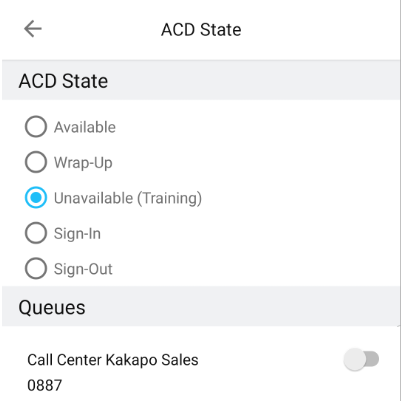 ACD State
ACD State
Available
Wrap-Up
Unavailable (Training)
Sign-In
Sign-Out
Queues
Call Center Kakapo Sales
0887